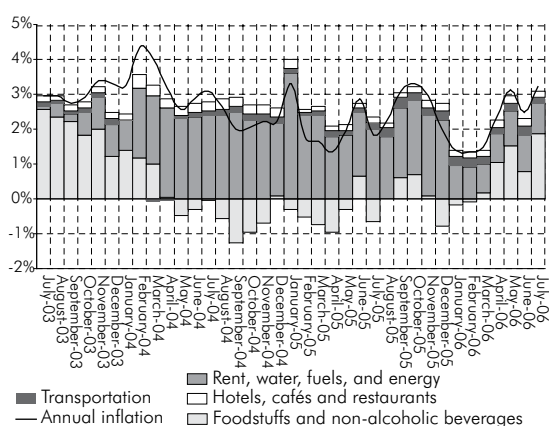 5%
4%
3%
2%
1%
0%
-1%
-2%
July-03
August-03
September-03
October-03
November-03
December-03
January-04
February-04
March-04
April-04
May-04
June-04
July-04
August-04
September-04
October-04
November-04
December-04
January-05
February-05
March-05
April-05
May-05
June-05
July-05
August-05
September-05
October-05
November-05
December-05
January-06
February-06
March-06
April-06
May-06
June-06
July-06
Rent, water, fuels, and energy
Transportation
Hotels, cafés and restaurants
Annual inflation
Foodstuffs and non-alcoholic beverages